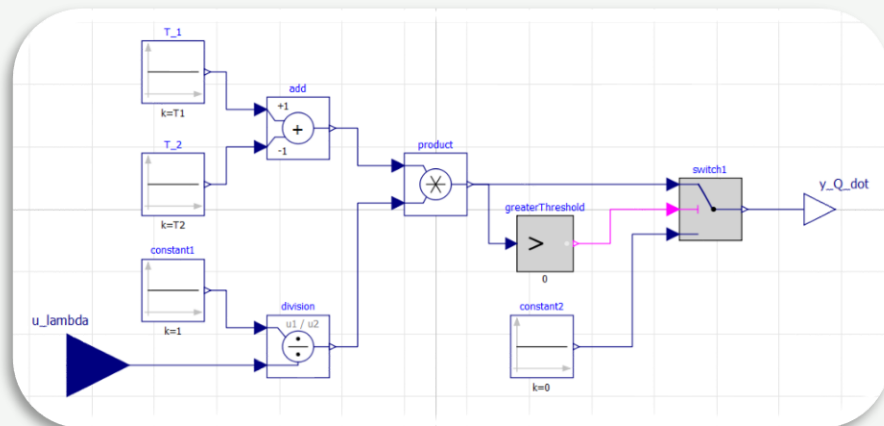 T_1
k=T1
add
+1
+
-1
T_2
k=T2
product
switch1
y_Q_dot
greaterThreshold
>
0
constant1
k=1
u_lambda
division
u1 / u2
÷
constant2
k=0